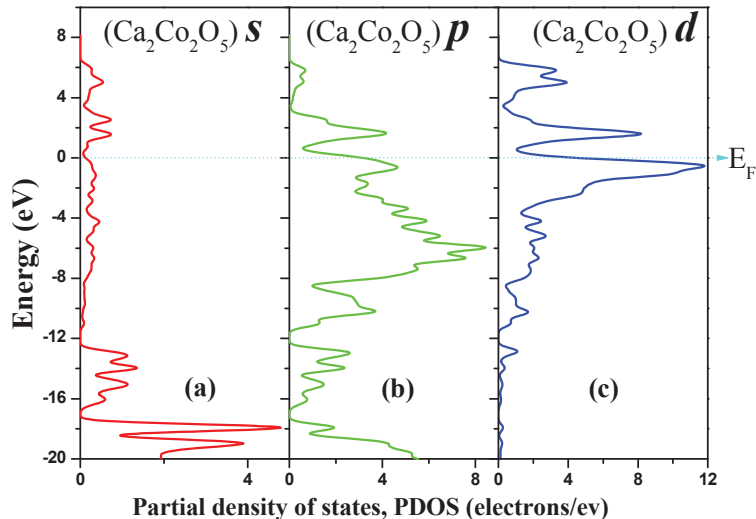 (Ca₂Co₂O₅) s
(Ca₂Co₂O₅) p
(Ca₂Co₂O₅) d
8
4
0
-4
-8
-12
-16
-20
Energy (eV)
E_F
(a)
(b)
(c)
0
4
0
4
8
0
4
8
12
Partial density of states, PDOS (electrons/ev)